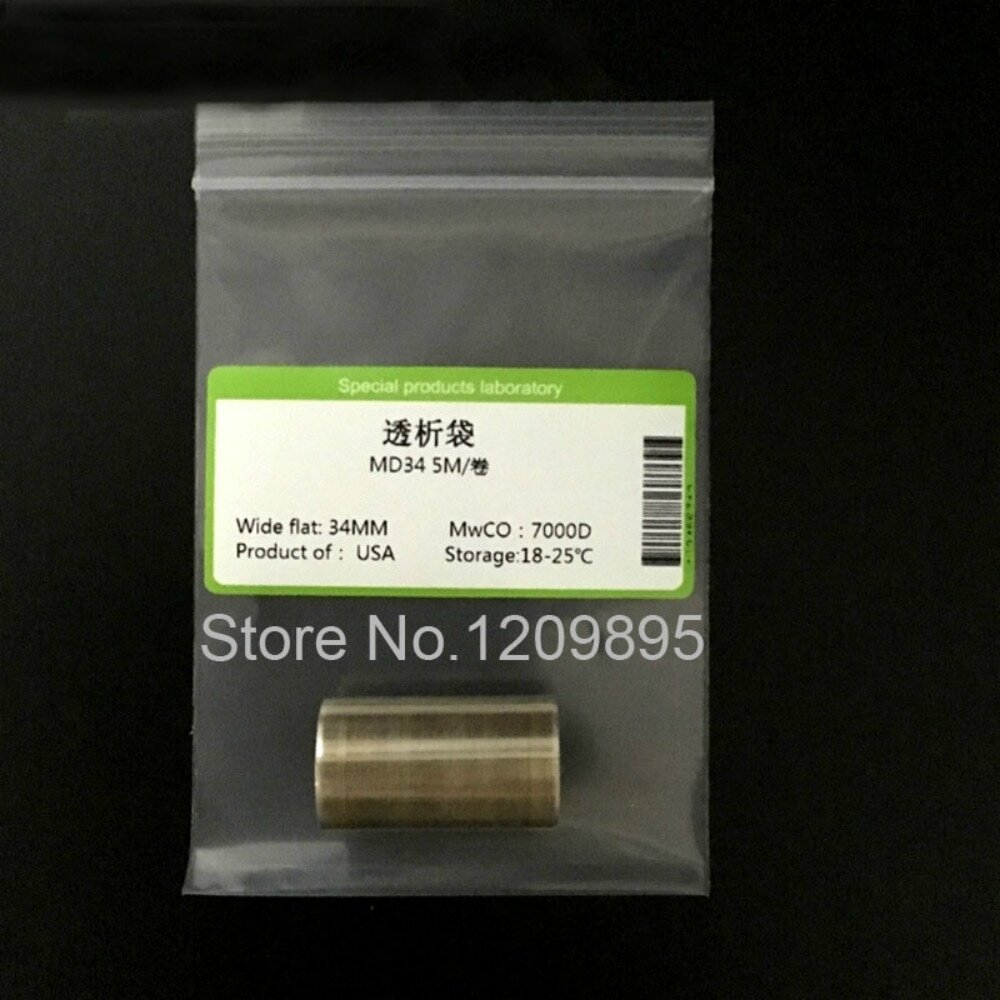 Special products laboratory
透析袋
MD34 5M/卷
Wide flat: 34MM MwCO : 7000D
Product of : USA Storage:18-25℃
Store No.1209895